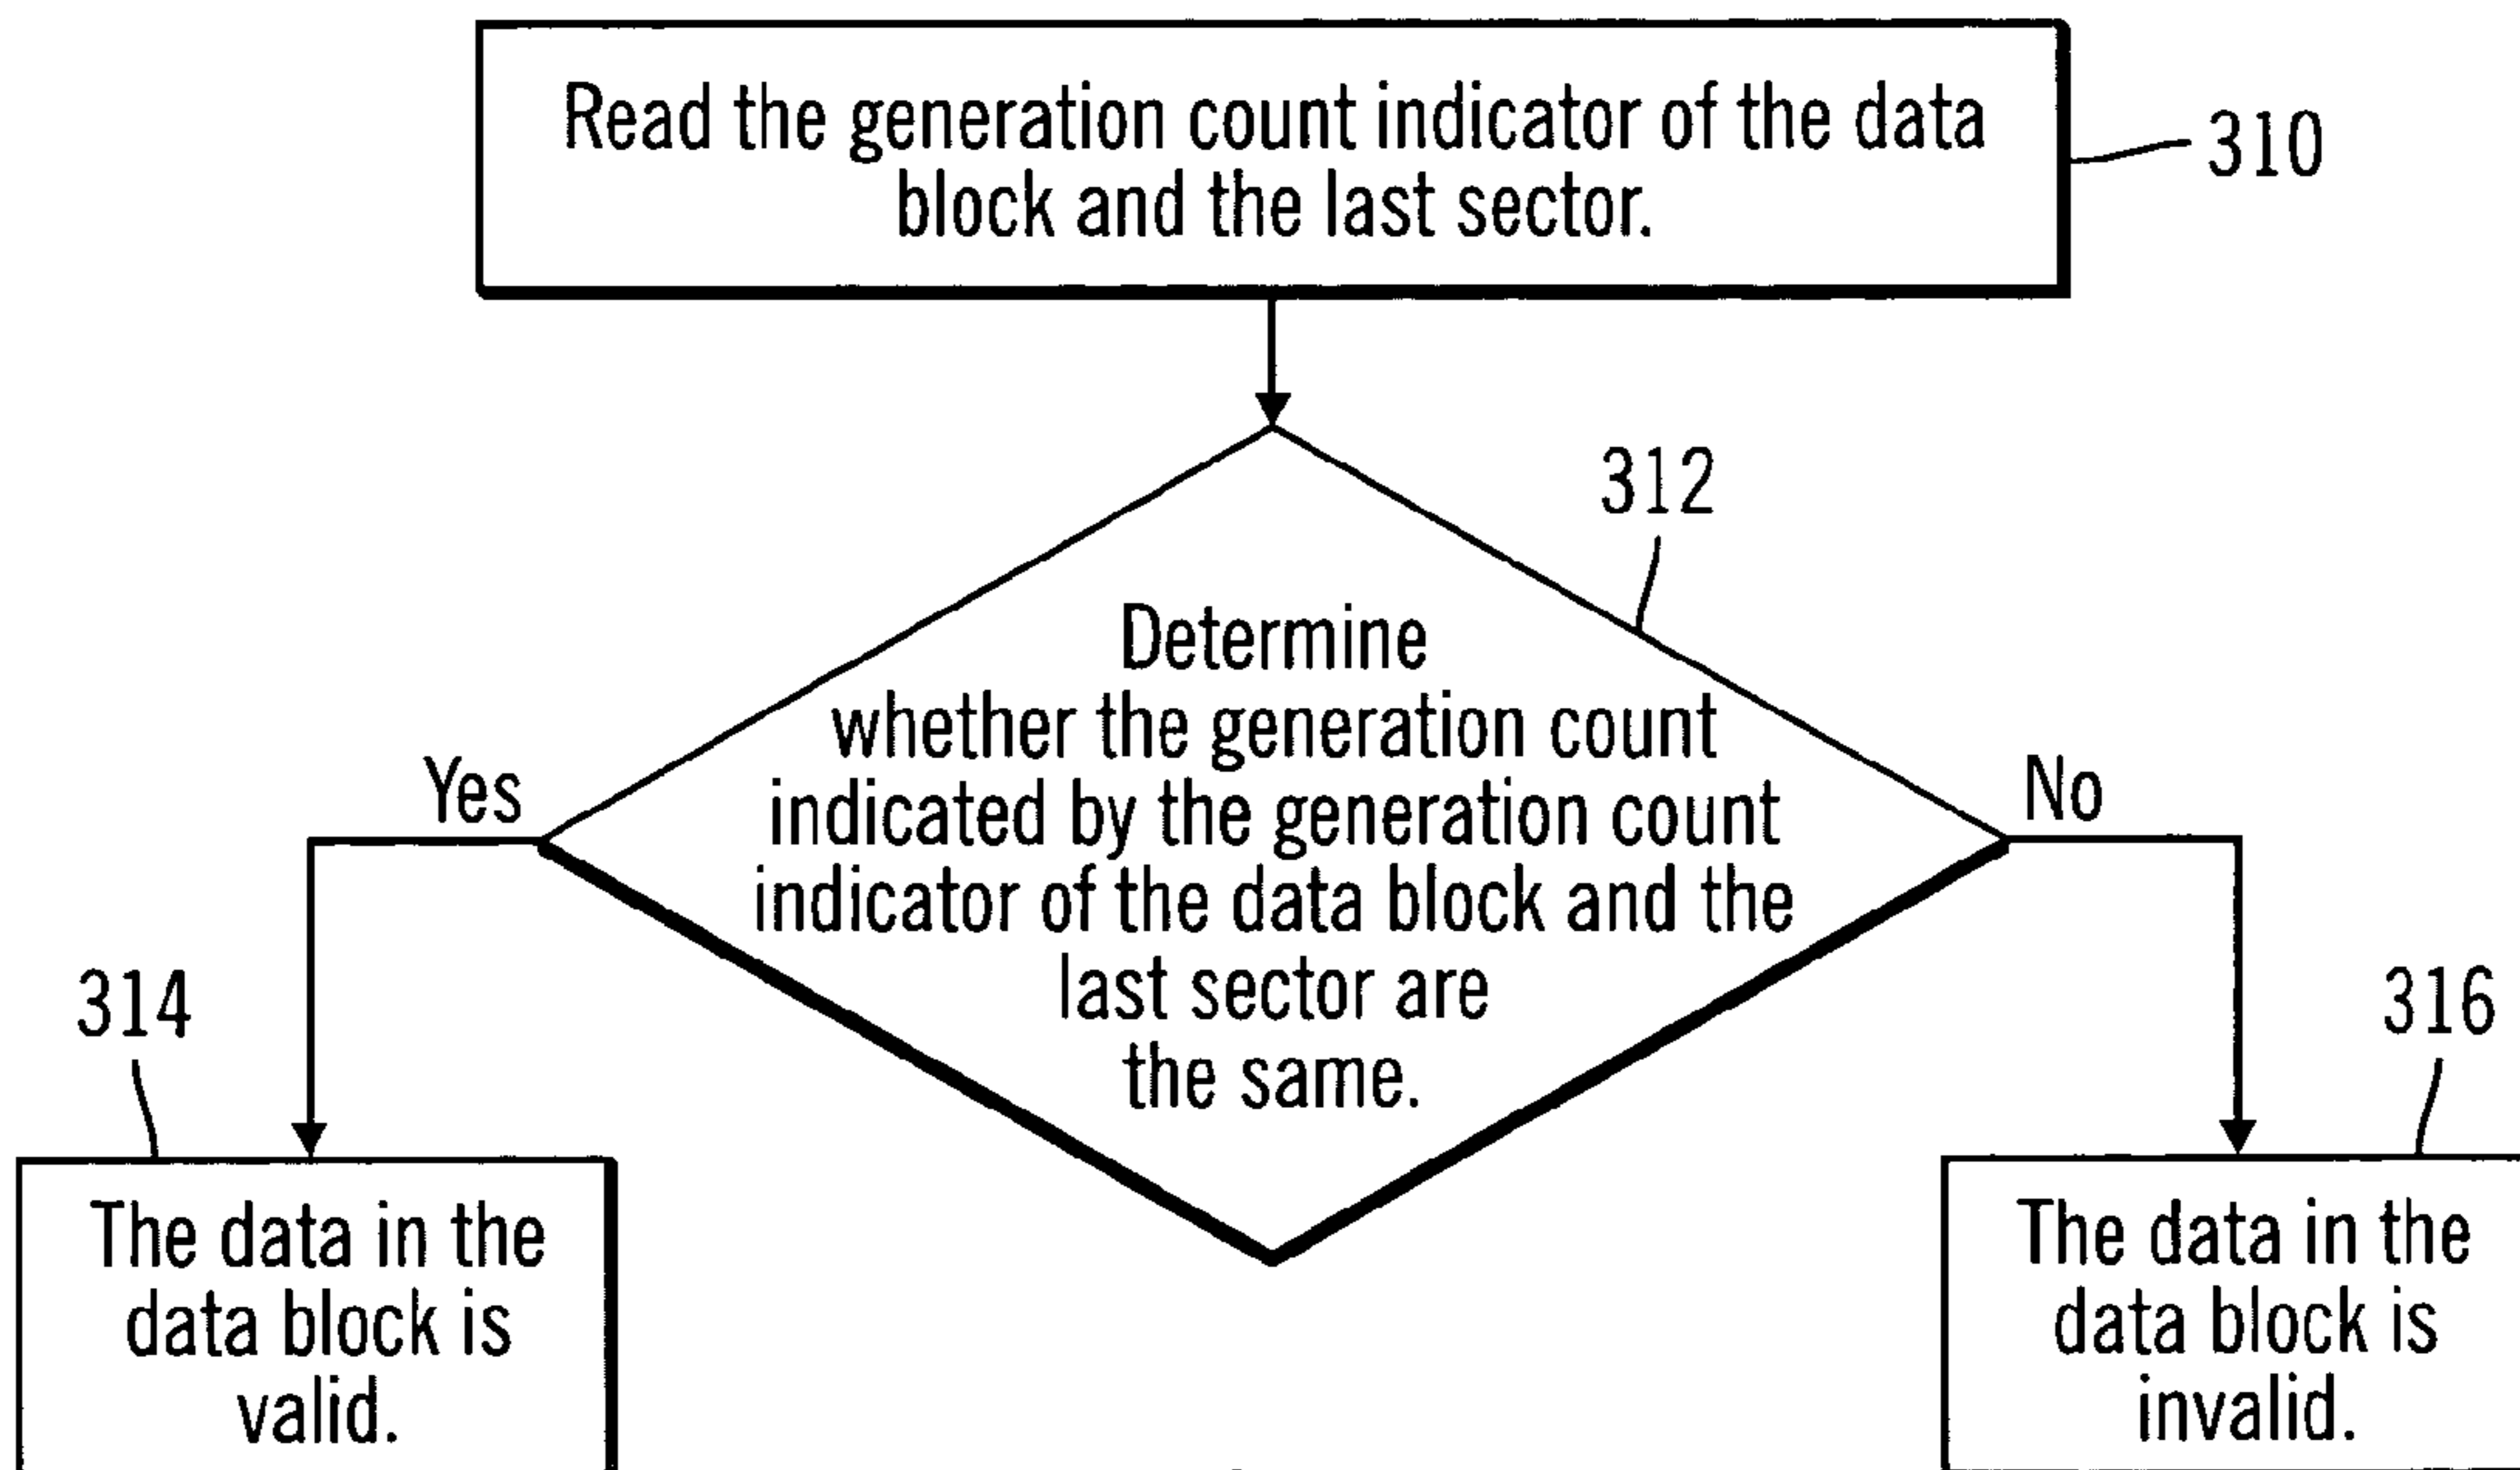 Read the generation count indicator of the data
block and the last sector.
310
312
Determine
whether the generation count
indicated by the generation count
indicator of the data block and the
last sector are
the same.
Yes
No
314
316
The data in the
data block is
valid.
The data in the
data block is
invalid.